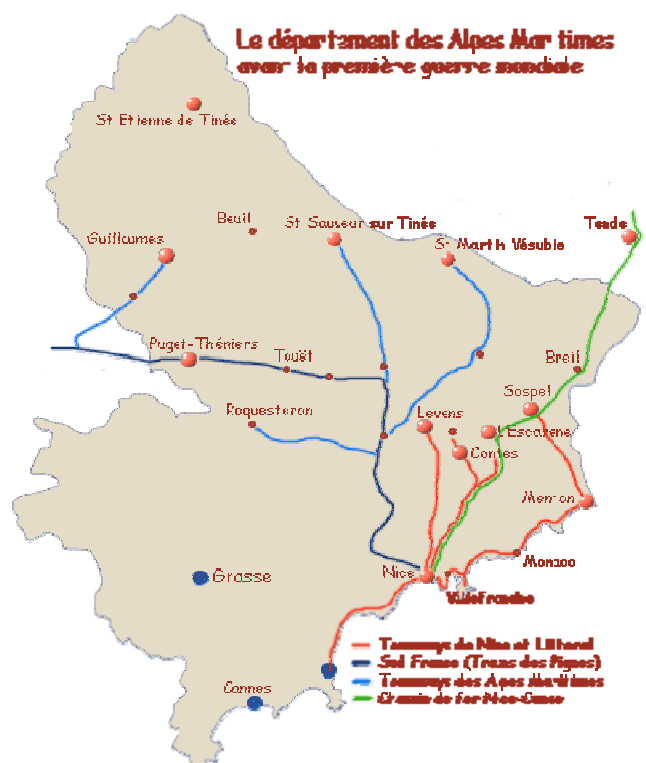 Le département des Alpes Mar times
avant la première guerre mondiale
St Etienne de Tinée
Beuil
St Sauveur sur Tinée
Tende
Guillaumes
St Martin Vésubie
Puget-Théniers
Touët
Breil
Sospel
Roquesteron
Levens
L'Escarène
Contes
Menton
Monaco
Nice
Grasse
Villefranche
Tramways de Nice et Littoral
Sud France (Trains des Pignes)
Cannes
Tramways des Alpes Maritimes
Chemin de fer Nice-Cuneo